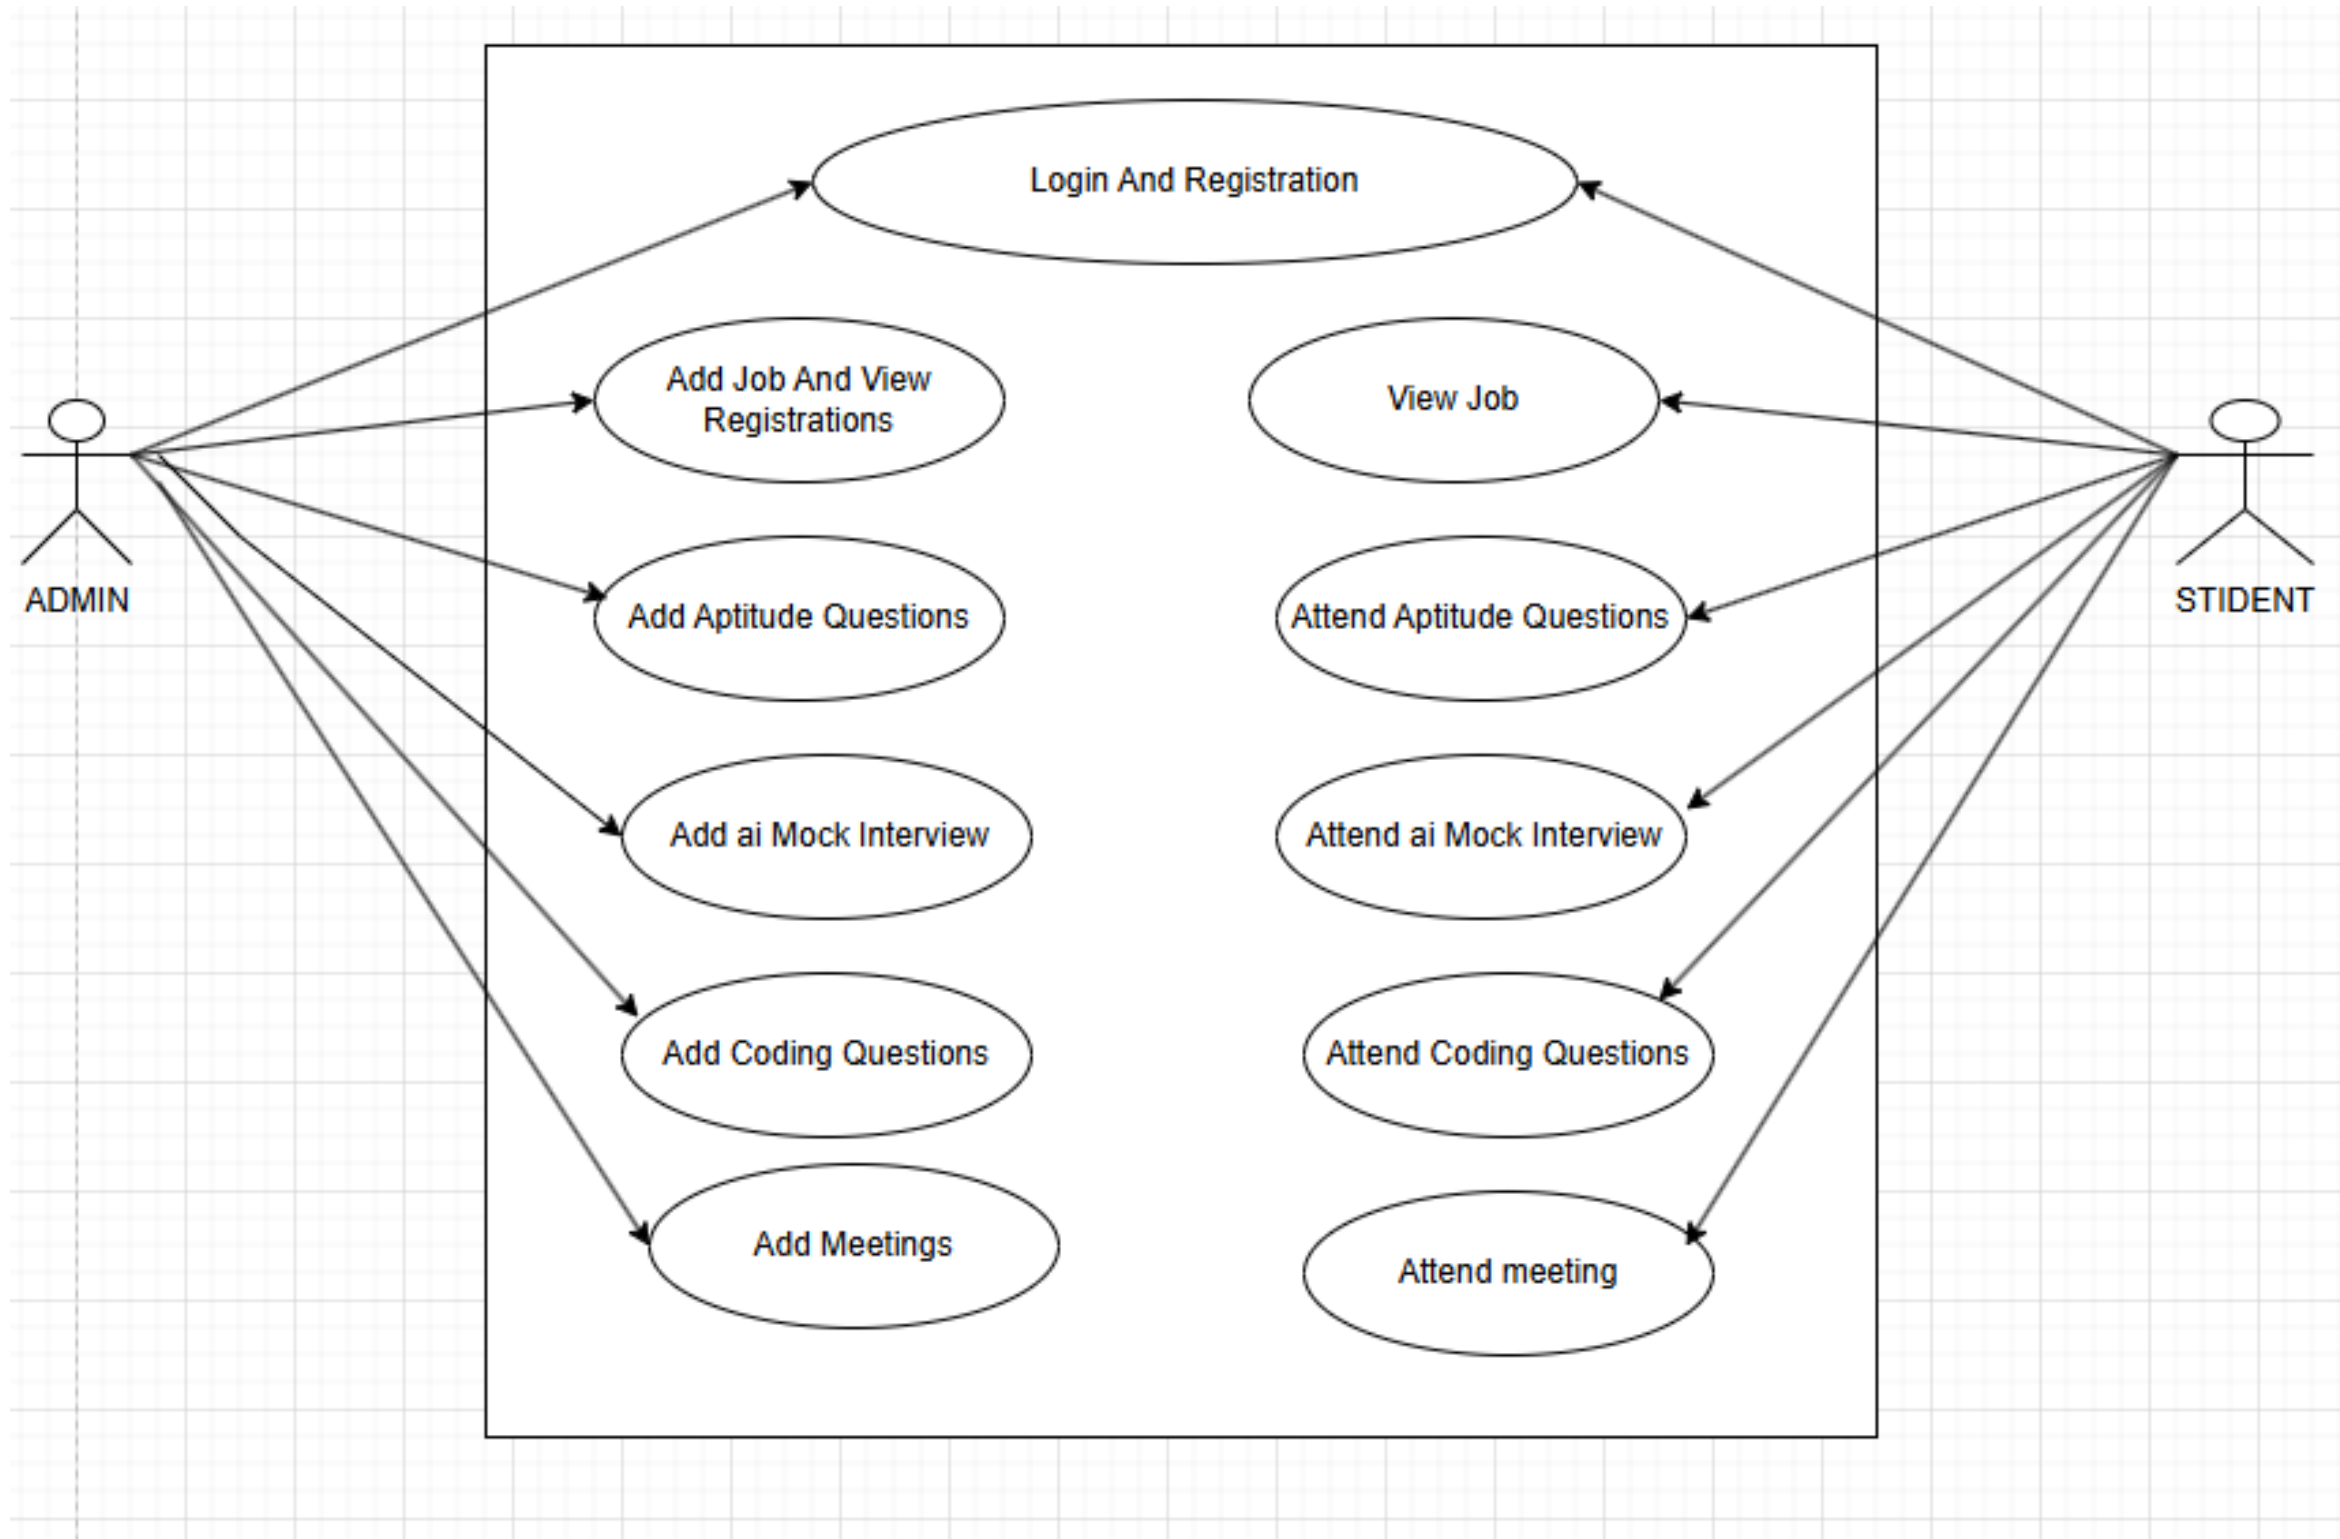 Login And Registration
Add Job And View
Registrations
View Job
ADMIN
Add Aptitude Questions
Attend Aptitude Questions
STIDENT
Add ai Mock Interview
Attend ai Mock Interview
Add Coding Questions
Attend Coding Questions
Add Meetings
Attend meeting